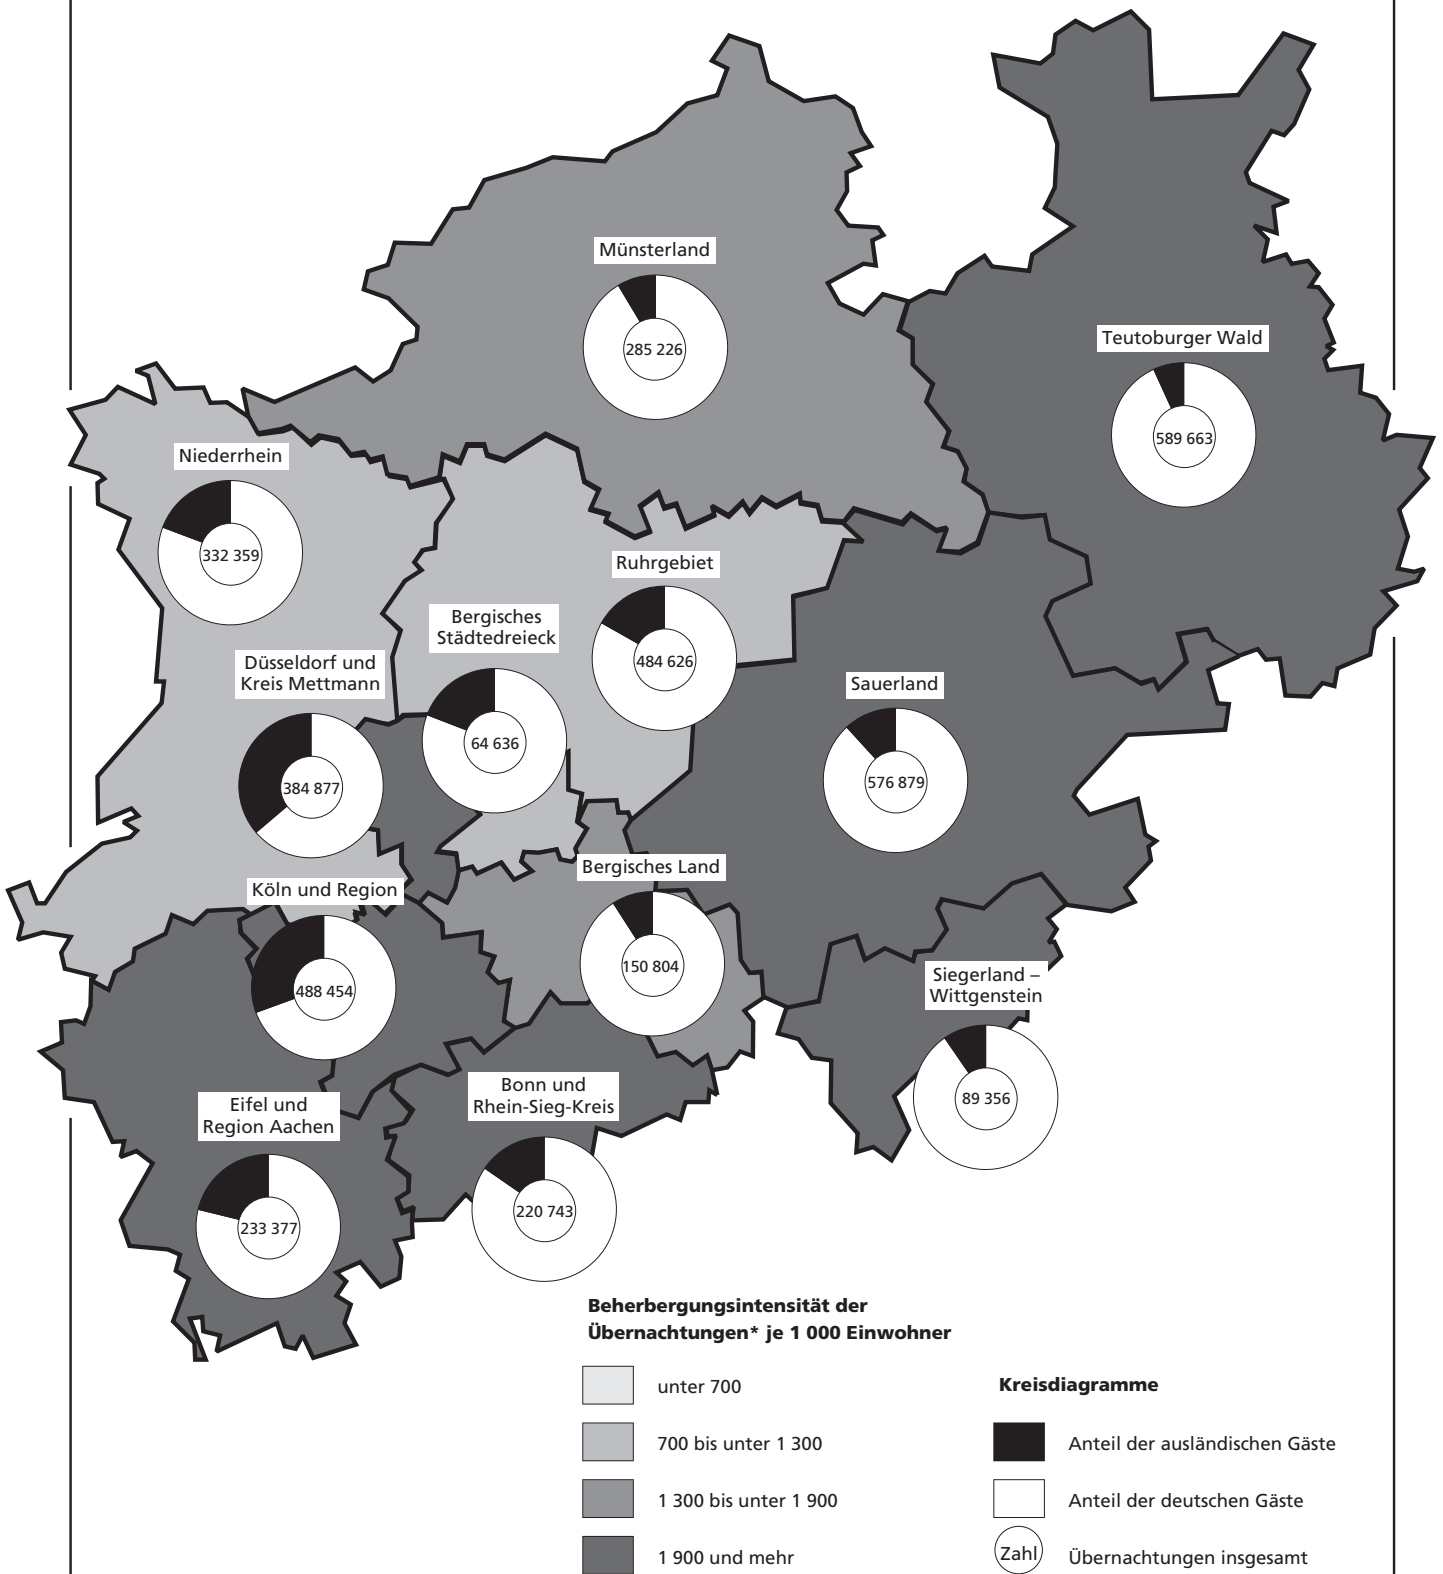 Münsterland
285 226
Teutoburger Wald
589 663
Niederrhein
332 359
Ruhrgebiet
484 626
Bergisches
Städtedreieck
64 636
Düsseldorf und
Kreis Mettmann
384 877
Sauerland
576 879
Bergisches Land
150 804
Köln und Region
488 454
Siegerland –
Wittgenstein
89 356
Bonn und
Rhein-Sieg-Kreis
220 743
Eifel und
Region Aachen
233 377
Beherbergungsintensität der
Übernachtungen* je 1 000 Einwohner
unter 700
700 bis unter 1 300
1 300 bis unter 1 900
1 900 und mehr
Kreisdiagramme
Anteil der ausländischen Gäste
Anteil der deutschen Gäste
Zahl Übernachtungen insgesamt